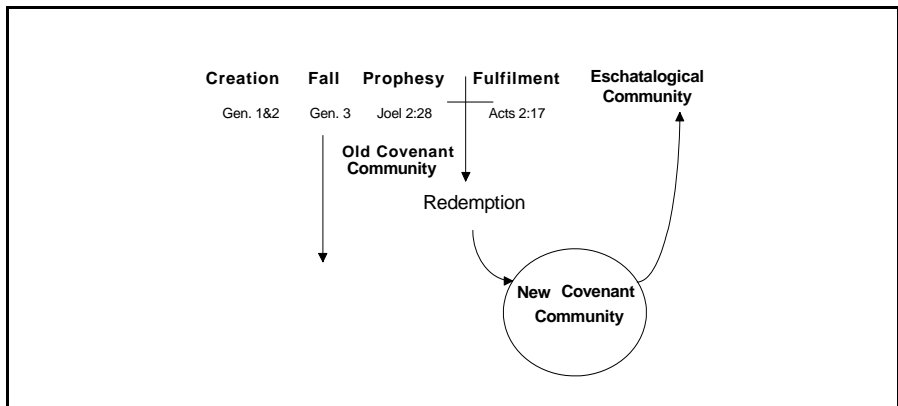 Creation Fall Prophesy Fulfilment
Eschatalogical
Community
Gen. 1&2 Gen. 3 Joel 2:28 Acts 2:17
Old Covenant
Community
Redemption
New Covenant
Community